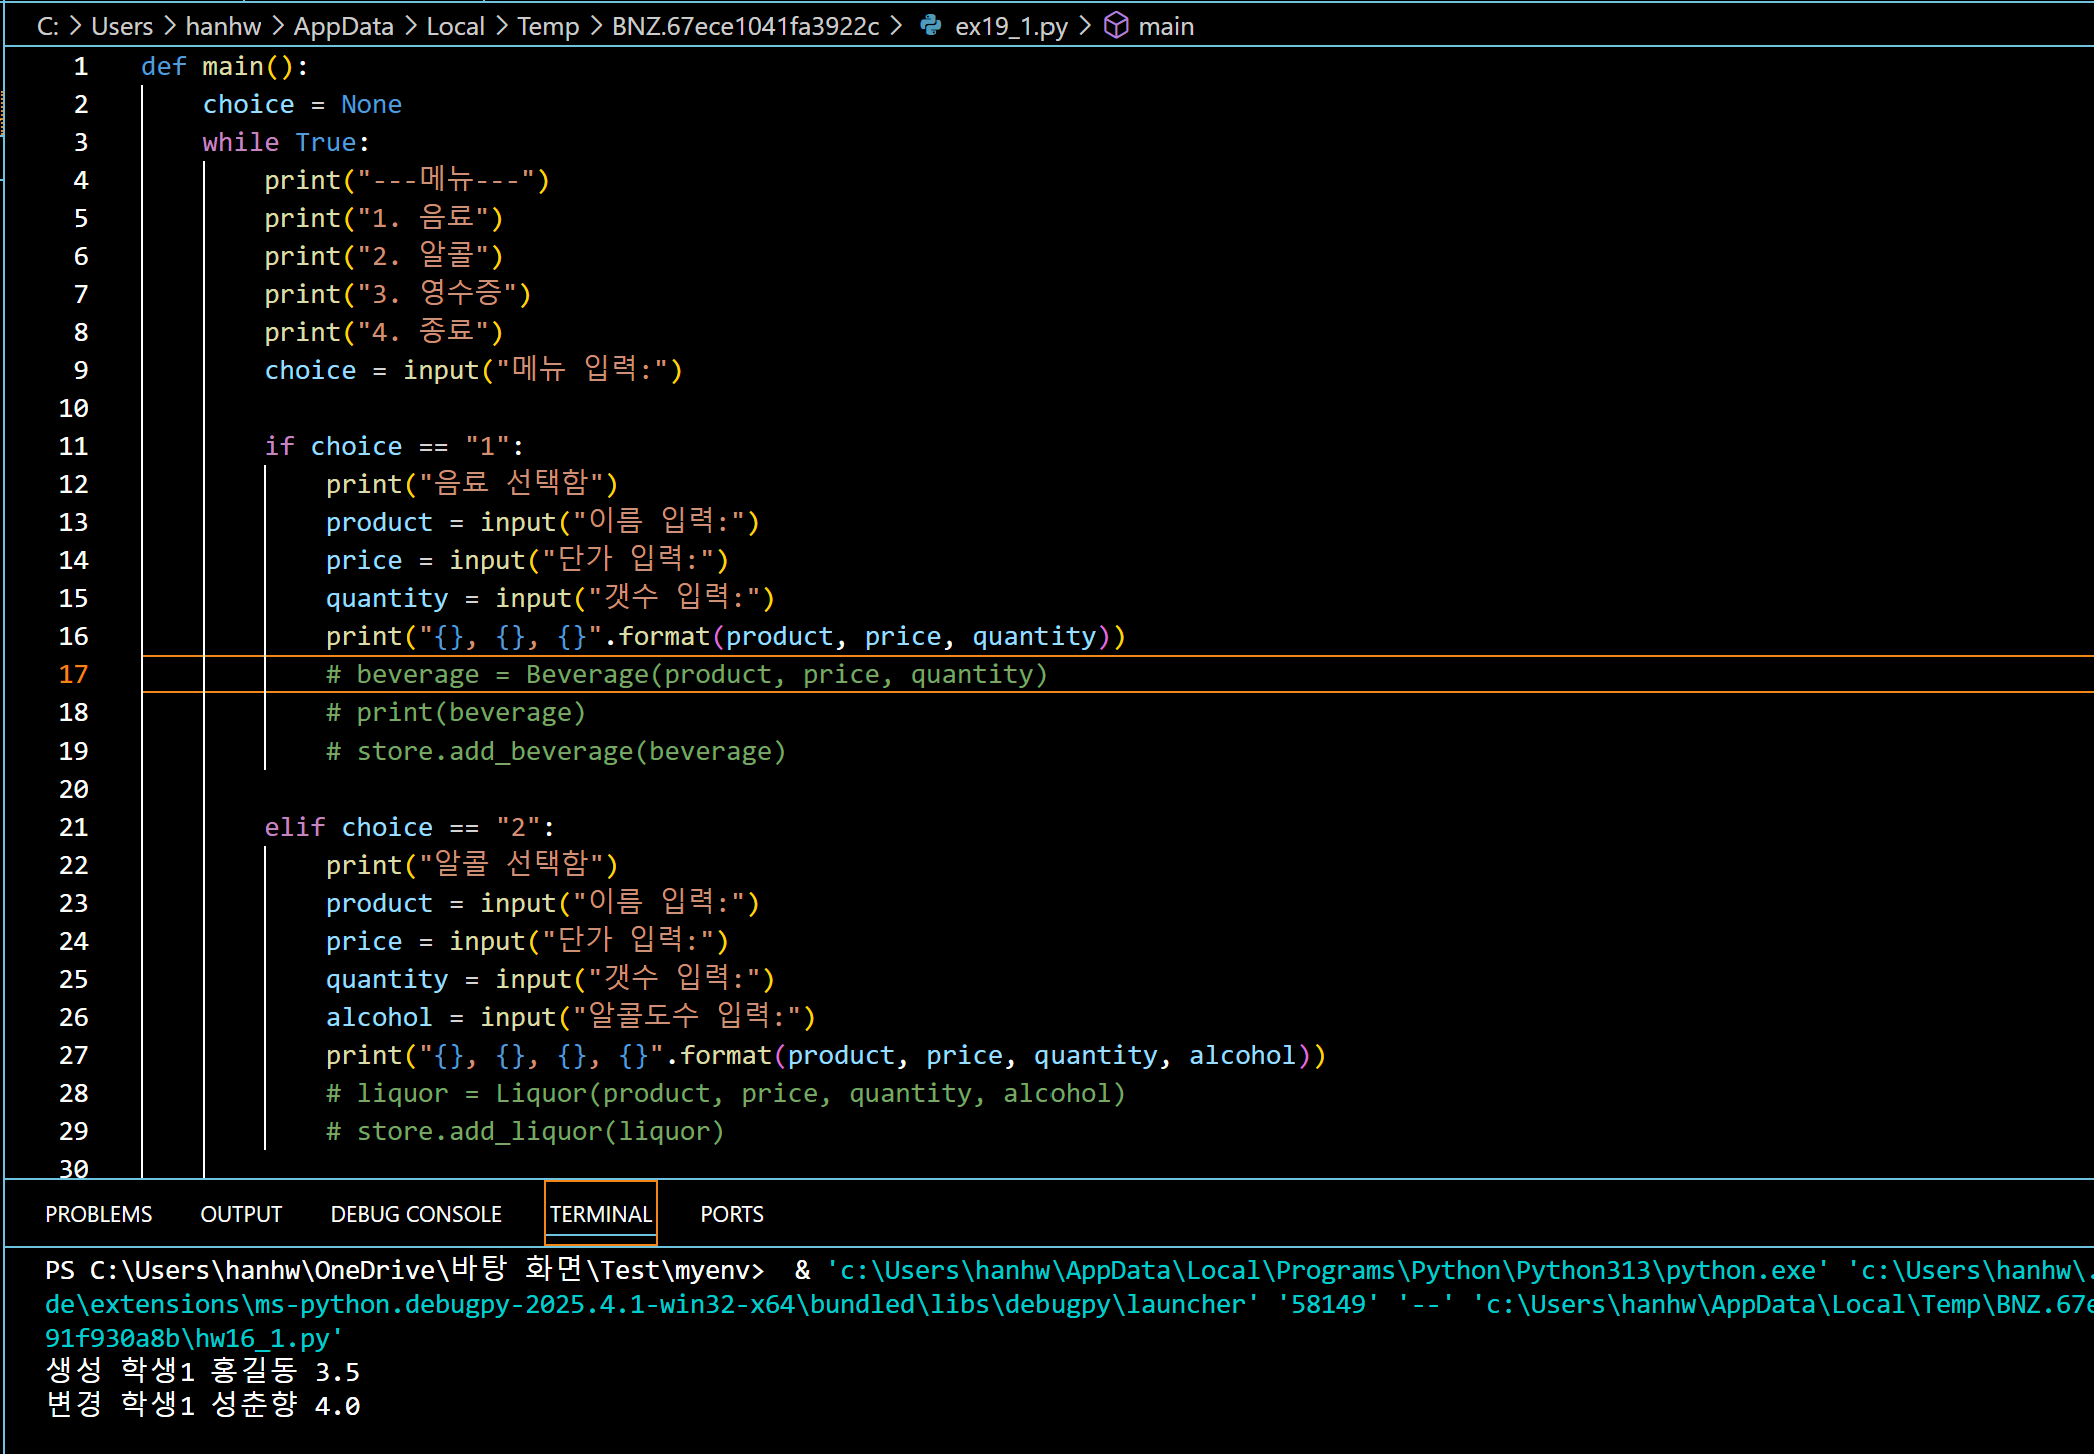 C: > Users > hanhw > AppData > Local > Temp > BNZ.67ece1041fa3922c > ex19_1.py > main
1 def main():
2     choice = None
3     while True:
4         print("---메뉴---")
5         print("1. 음료")
6         print("2. 알콜")
7         print("3. 영수증")
8         print("4. 종료")
9         choice = input("메뉴 입력:")
10
11         if choice == "1":
12             print("음료 선택함")
13             product = input("이름 입력:")
14             price = input("단가 입력:")
15             quantity = input("갯수 입력:")
16             print("{}, {}, {}".format(product, price, quantity))
17             # beverage = Beverage(product, price, quantity)
18             # print(beverage)
19             # store.add_beverage(beverage)
20
21         elif choice == "2":
22             print("알콜 선택함")
23             product = input("이름 입력:")
24             price = input("단가 입력:")
25             quantity = input("갯수 입력:")
26             alcohol = input("알콜도수 입력:")
27             print("{}, {}, {}, {}".format(product, price, quantity, alcohol))
28             # liquor = Liquor(product, price, quantity, alcohol)
29             # store.add_liquor(liquor)
30
PROBLEMS OUTPUT DEBUG CONSOLE TERMINAL PORTS
PS C:\Users\hanhw\OneDrive\바탕 화면\Test\myenv>  & 'c:\Users\hanhw\AppData\Local\Programs\Python\Python313\python.exe' 'c:\Users\hanhw\.
de\extensions\ms-python.debugpy-2025.4.1-win32-x64\bundled\libs\debugpy\launcher' '58149' '--' 'c:\Users\hanhw\AppData\Local\Temp\BNZ.67e
91f930a8b\hw16_1.py'
생성 학생1 홍길동 3.5
변경 학생1 성춘향 4.0